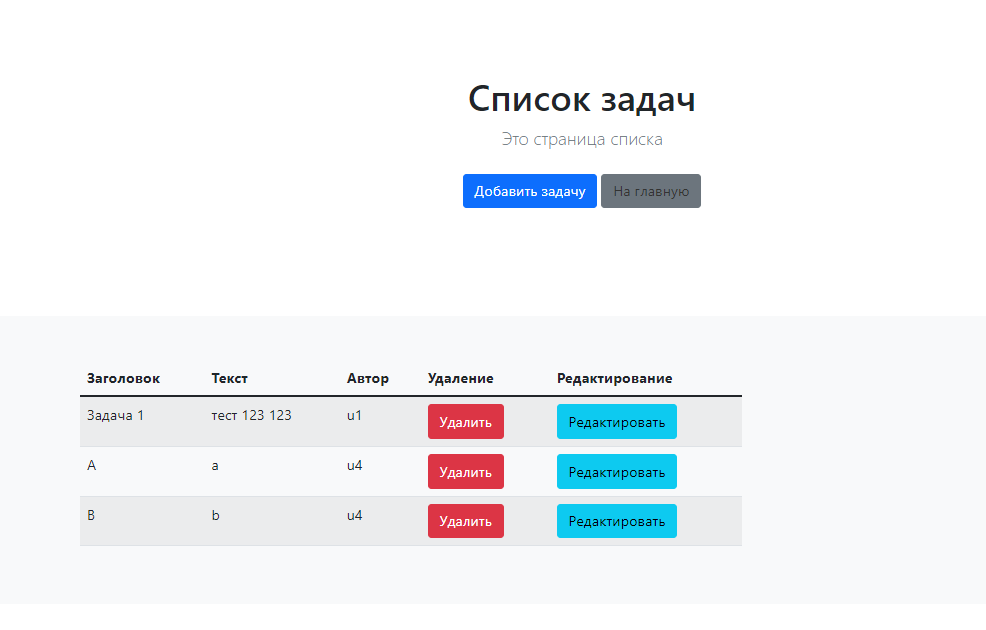 Список задач
Это страница списка
Добавить задачу На главную
Заголовок Текст Автор Удаление Редактирование
Задача 1 тест 123 123 u1 Удалить Редактировать
A a u4 Удалить Редактировать
B b u4 Удалить Редактировать